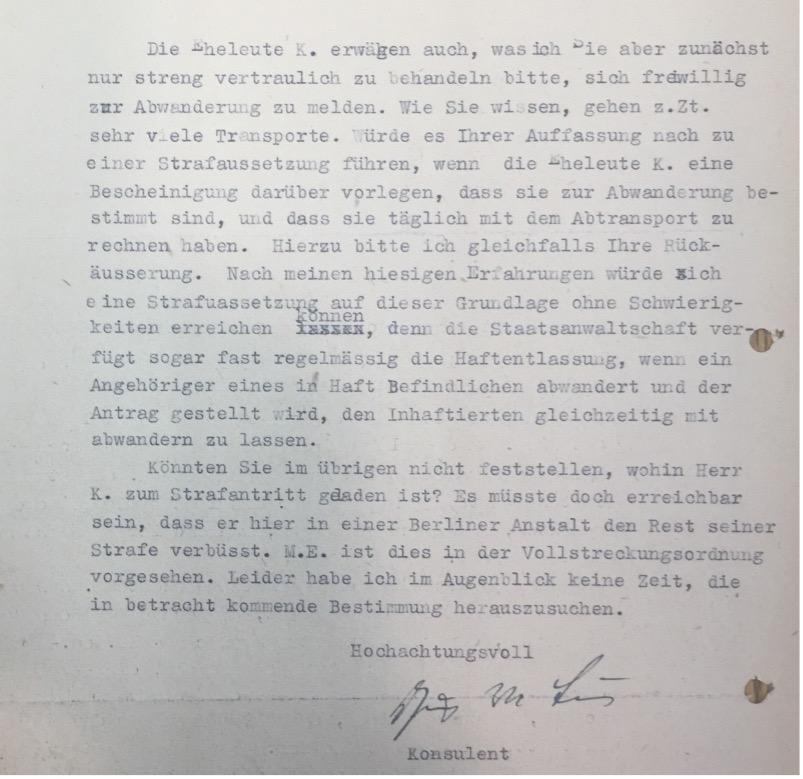 Die Eheleute K. erwägen auch, was ich Sie aber zunächst
nur streng vertraulich zu behandeln bitte, sich freiwillig
zur Abwanderung zu melden. Wie Sie wissen, gehen z.Zt.
sehr viele Transporte. Würde es Ihrer Auffassung nach zu
einer Strafaussetzung führen, wenn die Eheleute K. eine
Bescheinigung darüber vorlegen, dass sie zur Abwanderung be-
stimmt sind, und dass sie täglich mit dem Abtransport zu
rechnen haben. Hierzu bitte ich gleichfalls Ihre Rück-
äusserung. Nach meinen hiesigen Erfahrungen würde sich
eine Strafuassetzung auf dieser Grundlage ohne Schwierig-
können
keiten erreichen lassen, denn die Staatsanwaltschaft ver-
fügt sogar fast regelmässig die Haftentlassung, wenn ein
Angehöriger eines in Haft Befindlichen abwandert und der
Antrag gestellt wird, den Inhaftierten gleichzeitig mit
abwandern zu lassen.
Könnten Sie im übrigen nicht feststellen, wohin Herr
K. zum Strafantritt geladen ist? Es müsste doch erreichbar
sein, dass er hier in einer Berliner Anstalt den Rest seiner
Strafe verbüsst. M.E. ist dies in der Vollstreckungsordnung
vorgesehen. Leider habe ich im Augenblick keine Zeit, die
in betracht kommende Bestimmung herauszusuchen.
Hochachtungsvoll
Konsulent